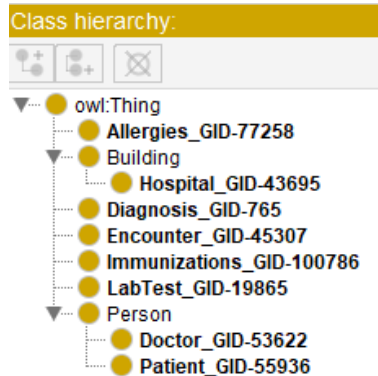 Class hierarchy:
owl:Thing
Allergies_GID-77258
Building
Hospital_GID-43695
Diagnosis_GID-765
Encounter_GID-45307
Immunizations_GID-100786
LabTest_GID-19865
Person
Doctor_GID-53622
Patient_GID-55936